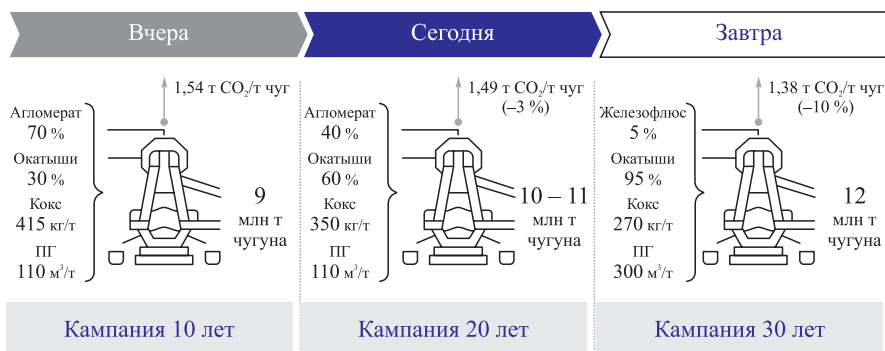 Вчера
Сегодня
Завтра
1,54 т CO₂/т чуг
Агломерат
70 %
Окатыши
30 %
Кокс
415 кг/т
ПГ
110 м³/т
9
млн т
чугуна
Кампания 10 лет
1,49 т CO₂/т чуг
(–3 %)
Агломерат
40 %
Окатыши
60 %
Кокс
350 кг/т
ПГ
110 м³/т
10 – 11
млн т
чугуна
Кампания 20 лет
1,38 т CO₂/т чуг
(–10 %)
Железофлюс
5 %
Окатыши
95 %
Кокс
270 кг/т
ПГ
300 м³/т
12
млн т
чугуна
Кампания 30 лет